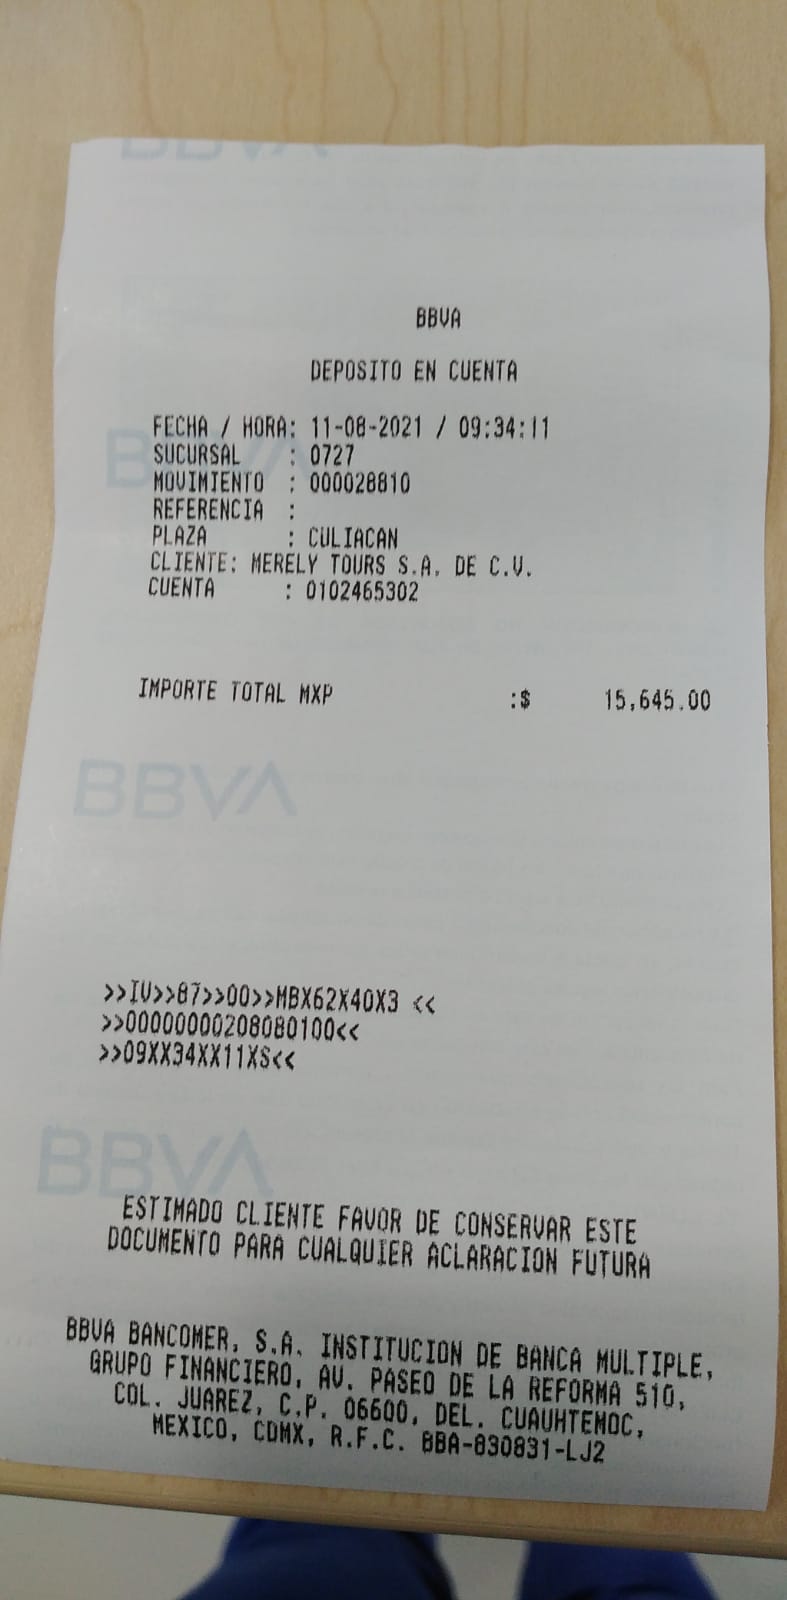 BBVA
BBVA
DEPOSITO EN CUENTA
FECHA / HORA: 11-08-2021 / 09:34:11
BBVA
SUCURSAL : 0727
MOVIMIENTO : 000028810
REFERENCIA :
PLAZA : CULIACAN
CLIENTE: MERELY TOURS S.A. DE C.V.
CUENTA : 0102465302
IMPORTE TOTAL MXP :$ 15,645.00
BBVA
>>IV>>87>>00>>MBX62X40X3 <<
>>00000000208080100<<
>>09XX34XX11XS<<
BBVA
ESTIMADO CLIENTE FAVOR DE CONSERVAR ESTE
DOCUMENTO PARA CUALQUIER ACLARACION FUTURA
BBVA BANCOMER, S.A. INSTITUCION DE BANCA MULTIPLE,
GRUPO FINANCIERO, AV. PASEO DE LA REFORMA 510,
COL. JUAREZ, C.P. 06600, DEL. CUAUHTEMOC,
MEXICO, CDMX, R.F.C. BBA-830831-LJ2